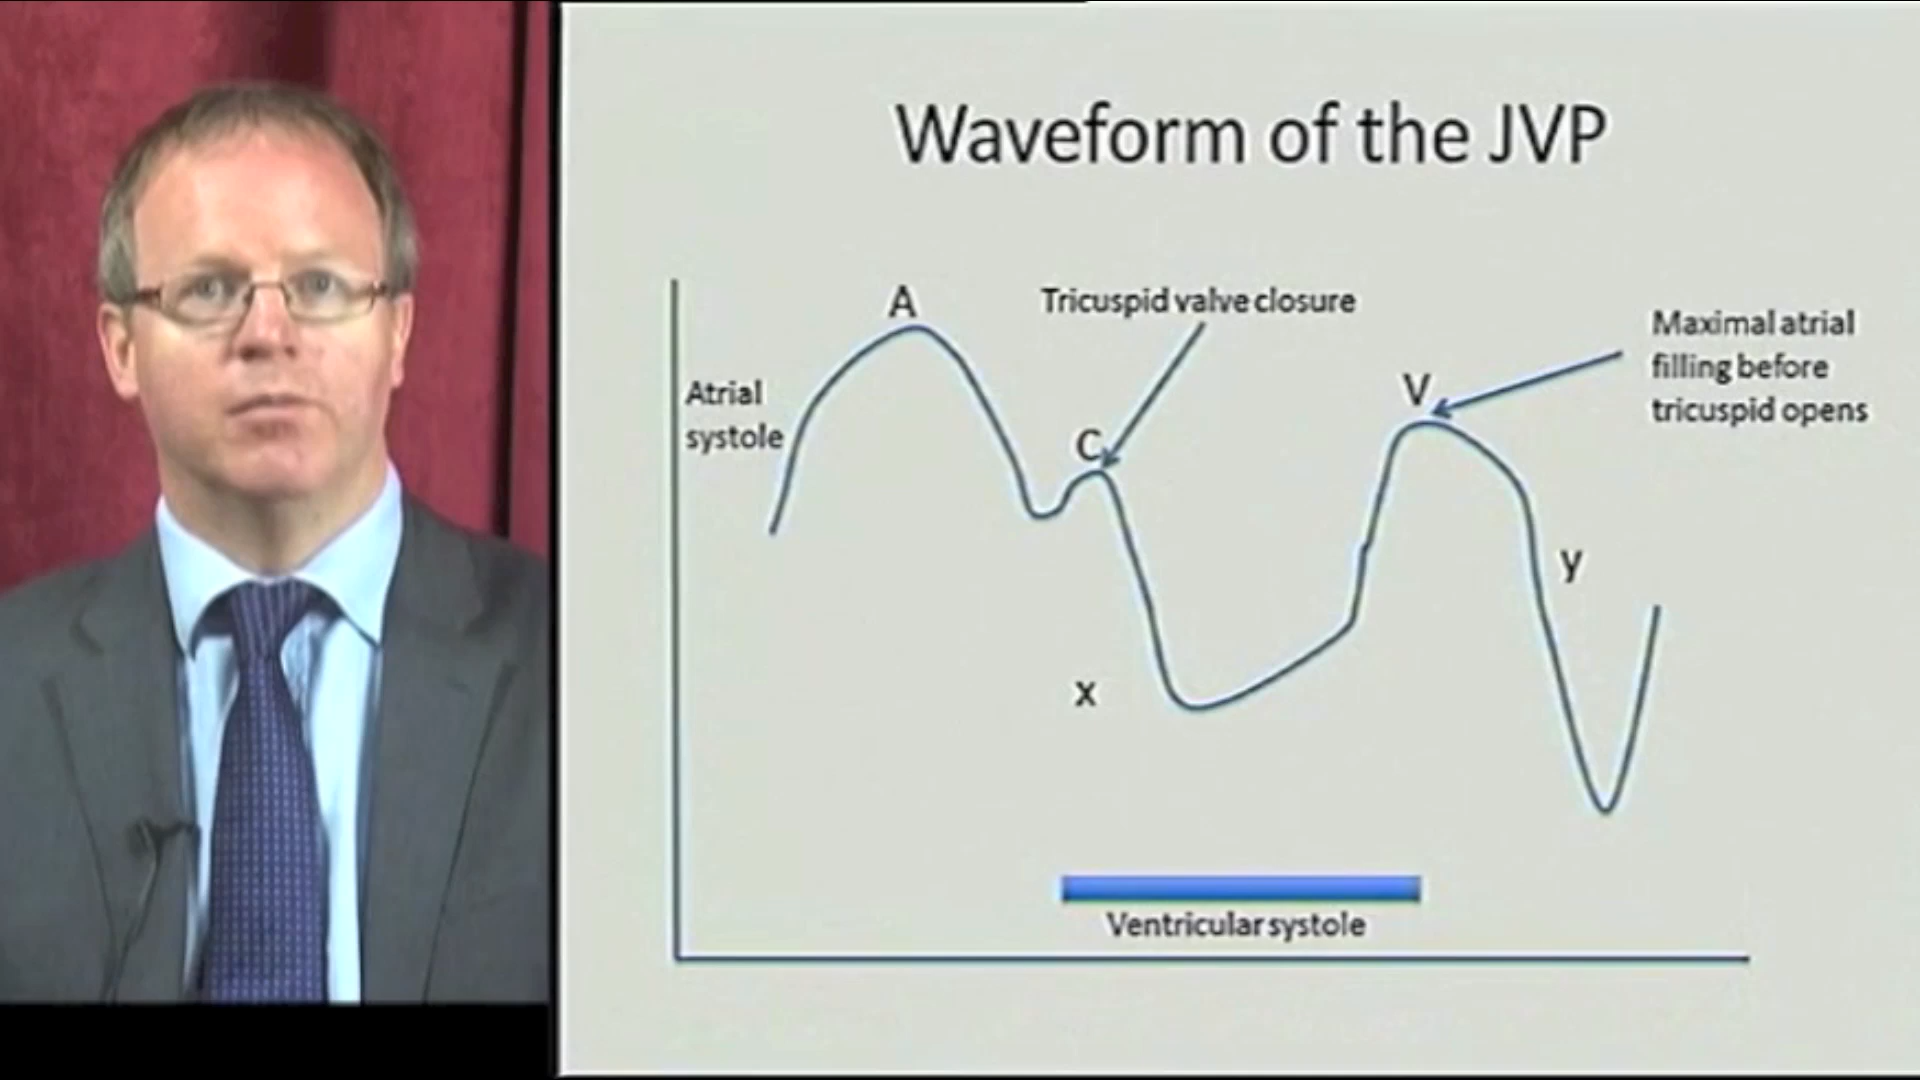 Waveform of the JVP
A
Tricuspid valve closure
Maximal atrial
filling before
tricuspid opens
Atrial
systole
C
V
y
x
Ventricular systole